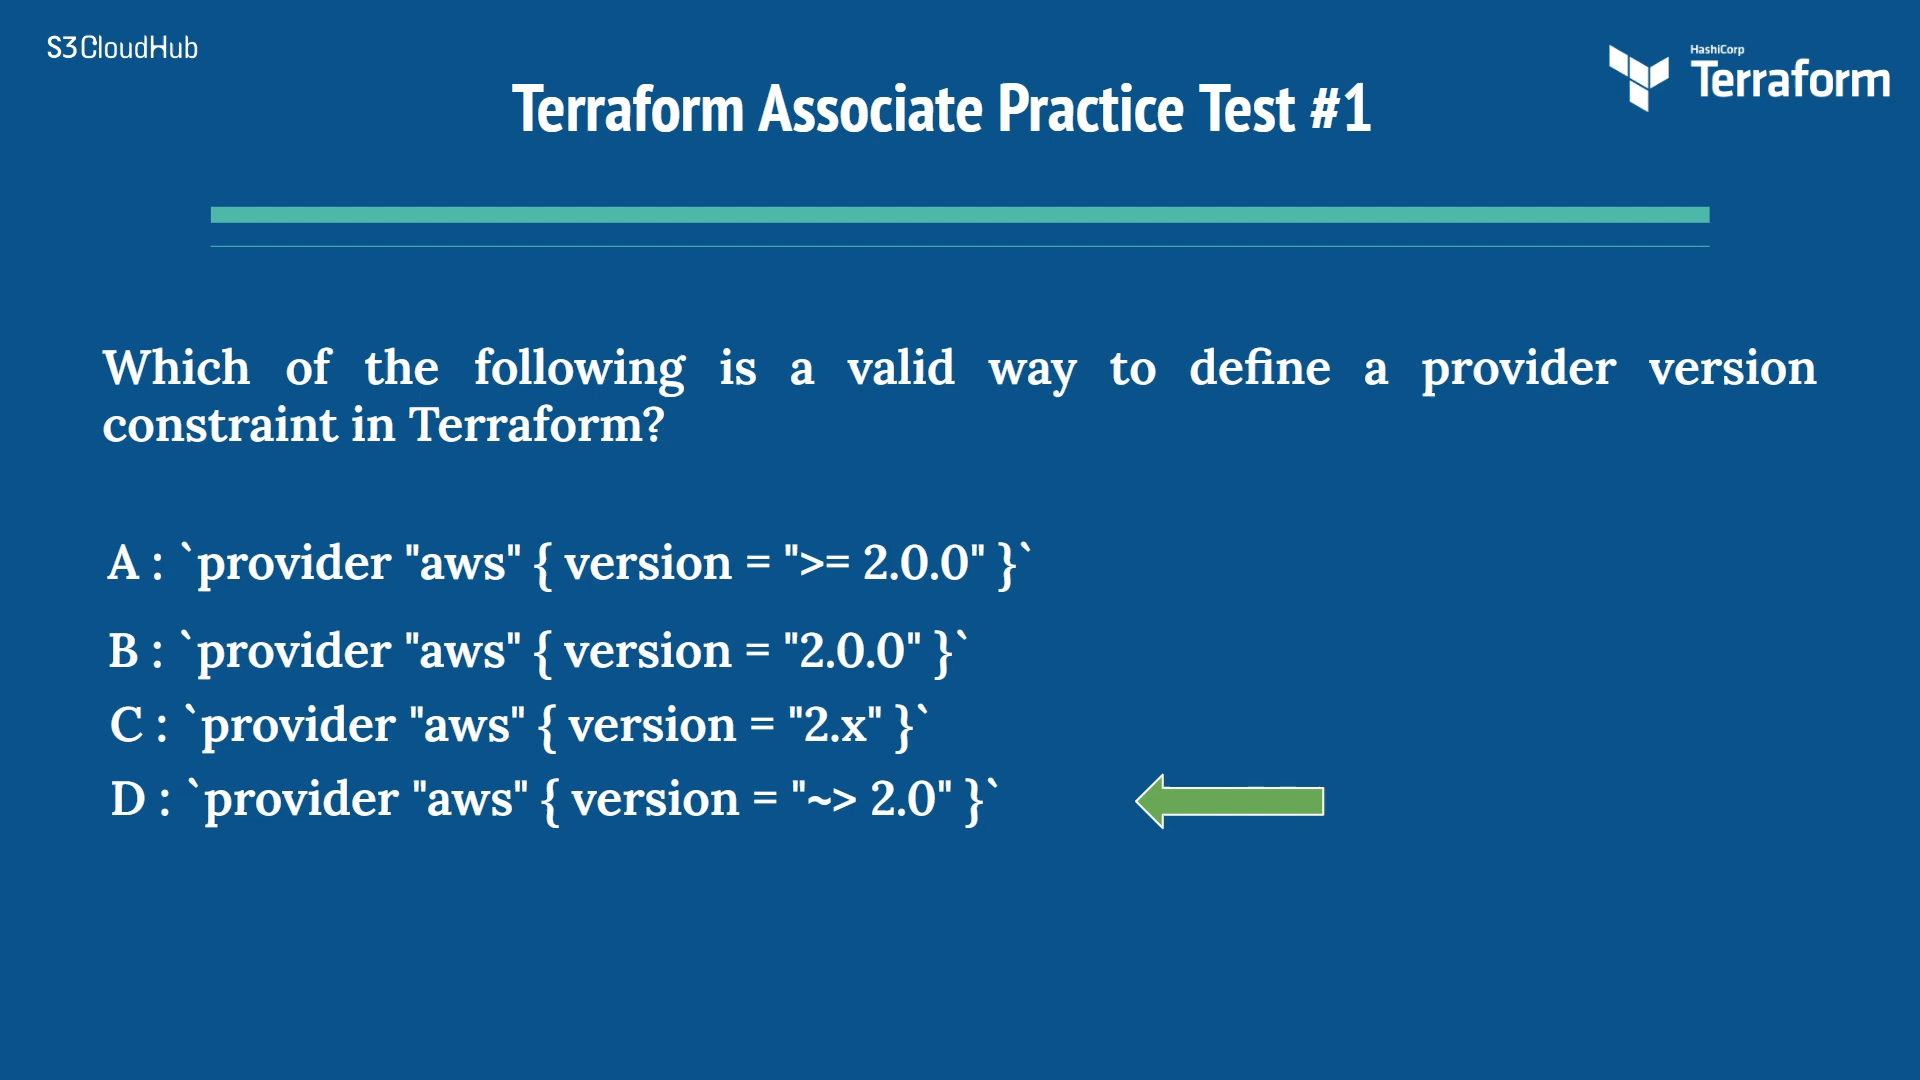 S3CloudHub
HashiCorp
Terraform
Terraform Associate Practice Test #1
Which of the following is a valid way to define a provider version
constraint in Terraform?
A : `provider "aws" { version = ">= 2.0.0" }`
B : `provider "aws" { version = "2.0.0" }`
C : `provider "aws" { version = "2.x" }`
D : `provider "aws" { version = "~> 2.0" }`